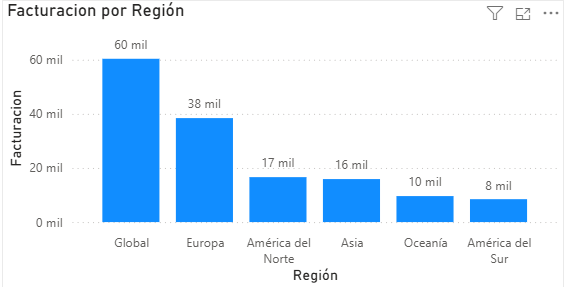 Facturacion por Región
60 mil
38 mil
17 mil
16 mil
10 mil
8 mil
60 mil
40 mil
20 mil
0 mil
Facturacion
Global
Europa
América del
Norte
Asia
Oceanía
América del
Sur
Región